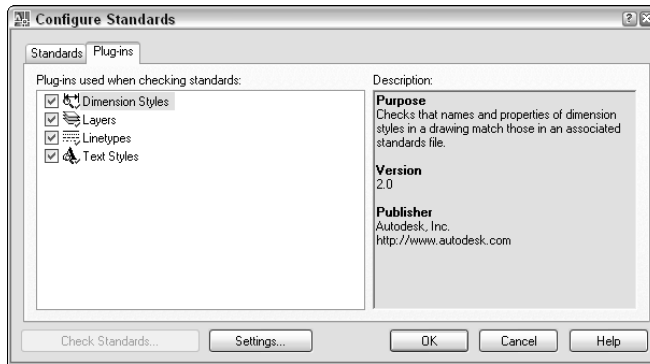 Configure Standards
Standards
Plug-ins
Plug-ins used when checking standards:
Dimension Styles
Layers
Linetypes
Text Styles
Description:
Purpose
Checks that names and properties of dimension
styles in a drawing match those in an associated
standards file.
Version
2.0
Publisher
Autodesk, Inc.
http://www.autodesk.com
Check Standards...
Settings...
OK
Cancel
Help